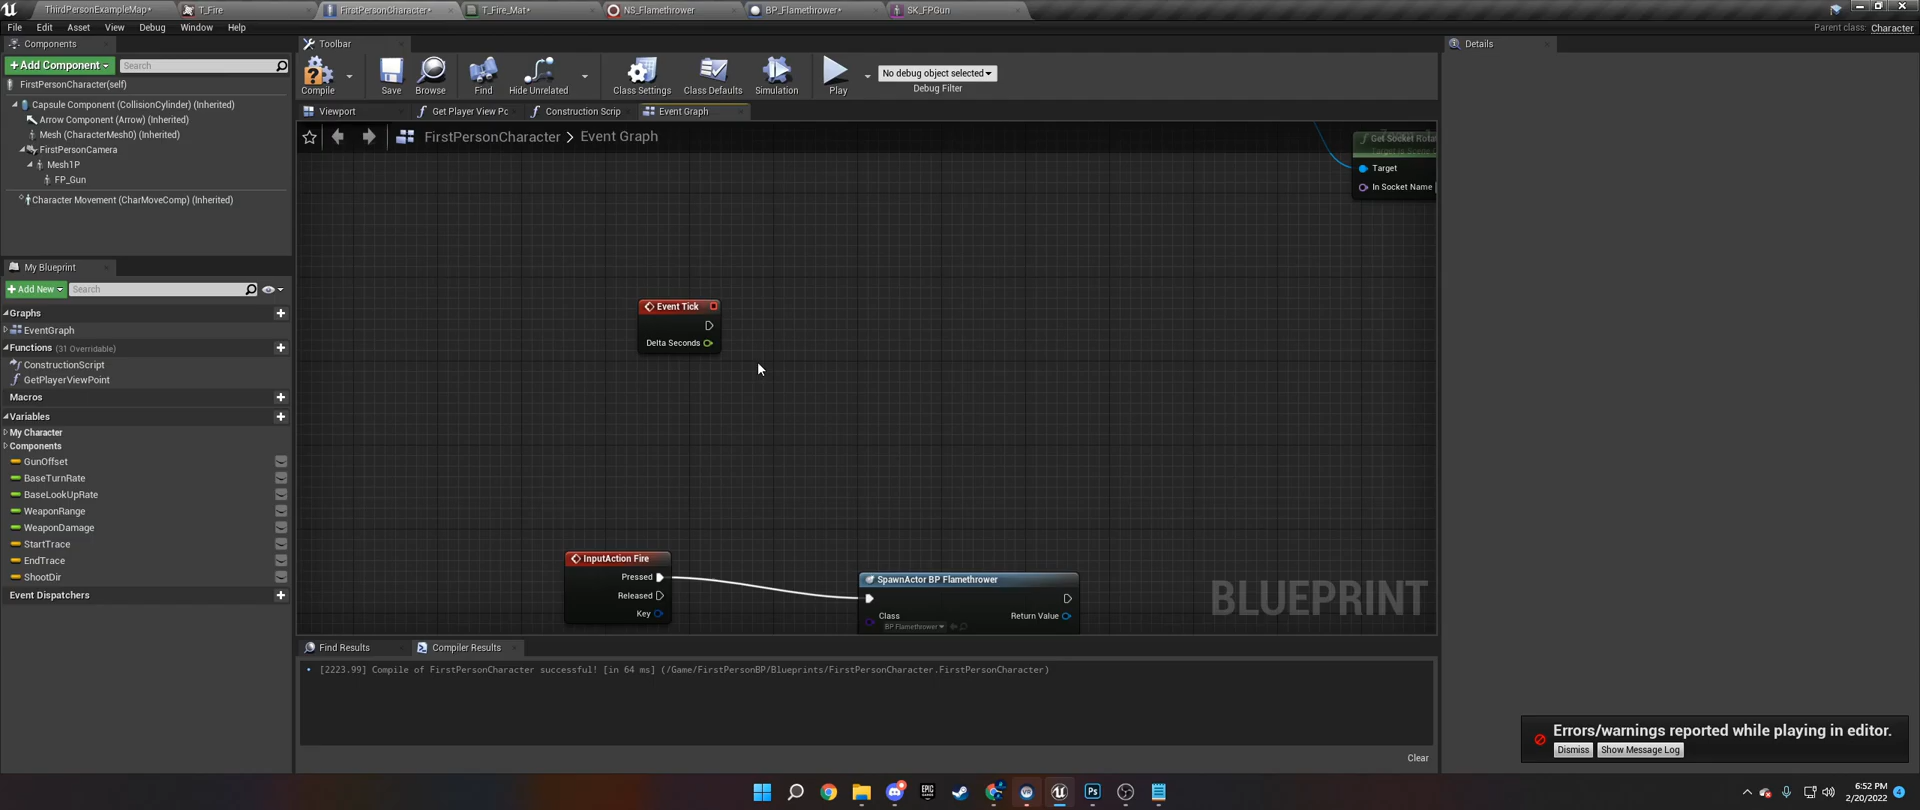 ThirdPersonExampleMap*
T_Fire
FirstPersonCharacter*
T_Fire_Mat*
NS_Flamethrower
BP_Flamethrower*
SK_FPGun
File Edit Asset View Debug Window Help
Parent class: Character
Components
+Add Component
Search
FirstPersonCharacter(self)
Capsule Component (CollisionCylinder) (Inherited)
Arrow Component (Arrow) (Inherited)
Mesh (CharacterMesh0) (Inherited)
FirstPersonCamera
Mesh1P
FP_Gun
Character Movement (CharMoveComp) (Inherited)
My Blueprint
+Add New
Search
Graphs
EventGraph
Functions (31 Overridable)
ConstructionScript
GetPlayerViewPoint
Macros
Variables
My Character
Components
GunOffset
BaseTurnRate
BaseLookUpRate
WeaponRange
WeaponDamage
StartTrace
EndTrace
ShootDir
Event Dispatchers
Toolbar
Compile
Save
Browse
Find
Hide Unrelated
Class Settings
Class Defaults
Simulation
Play
No debug object selected
Debug Filter
Viewport
Get Player View Pc
Construction Scrip
Event Graph
FirstPersonCharacter > Event Graph
Get Socket Rota
Target
In Socket Name
Event Tick
Delta Seconds
InputAction Fire
Pressed
Released
Key
SpawnActor BP Flamethrower
Class
BP Flamethrower
Return Value
BLUEPRINT
Find Results
Compiler Results
[2223.99] Compile of FirstPersonCharacter successful! [in 64 ms] (/Game/FirstPersonBP/Blueprints/FirstPersonCharacter.FirstPersonCharacter)
Clear
Details
Errors/warnings reported while playing in editor.
Dismiss
Show Message Log
6:52 PM
2/20/2022
4